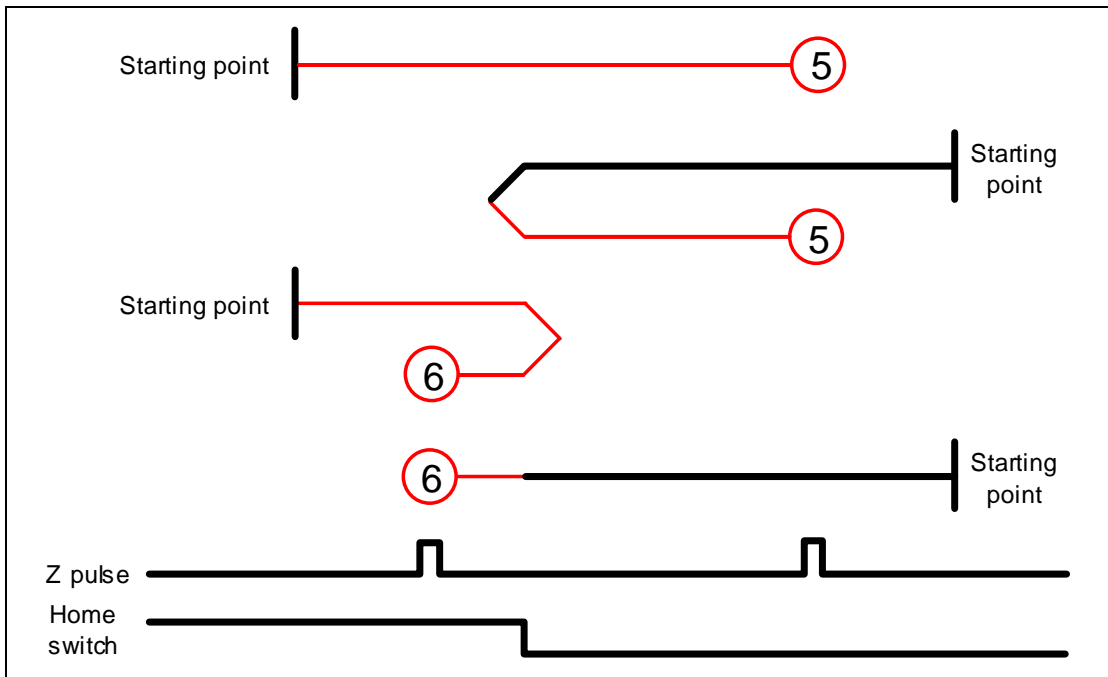 Starting point
5
Starting
point
5
Starting point
6
6
Starting
point
Z pulse
Home
switch